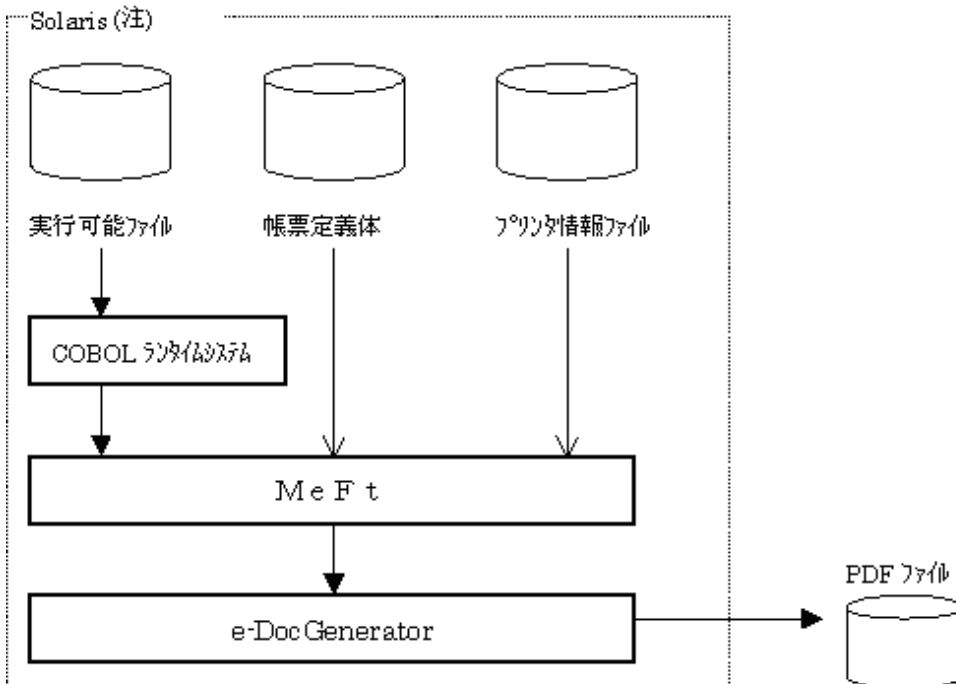 Solaris(注)
実行可能ファイル
帳票定義体
プリンタ情報ファイル
COBOL ランタイムシステム
MeFt
e-DocGenerator
PDF ファイル